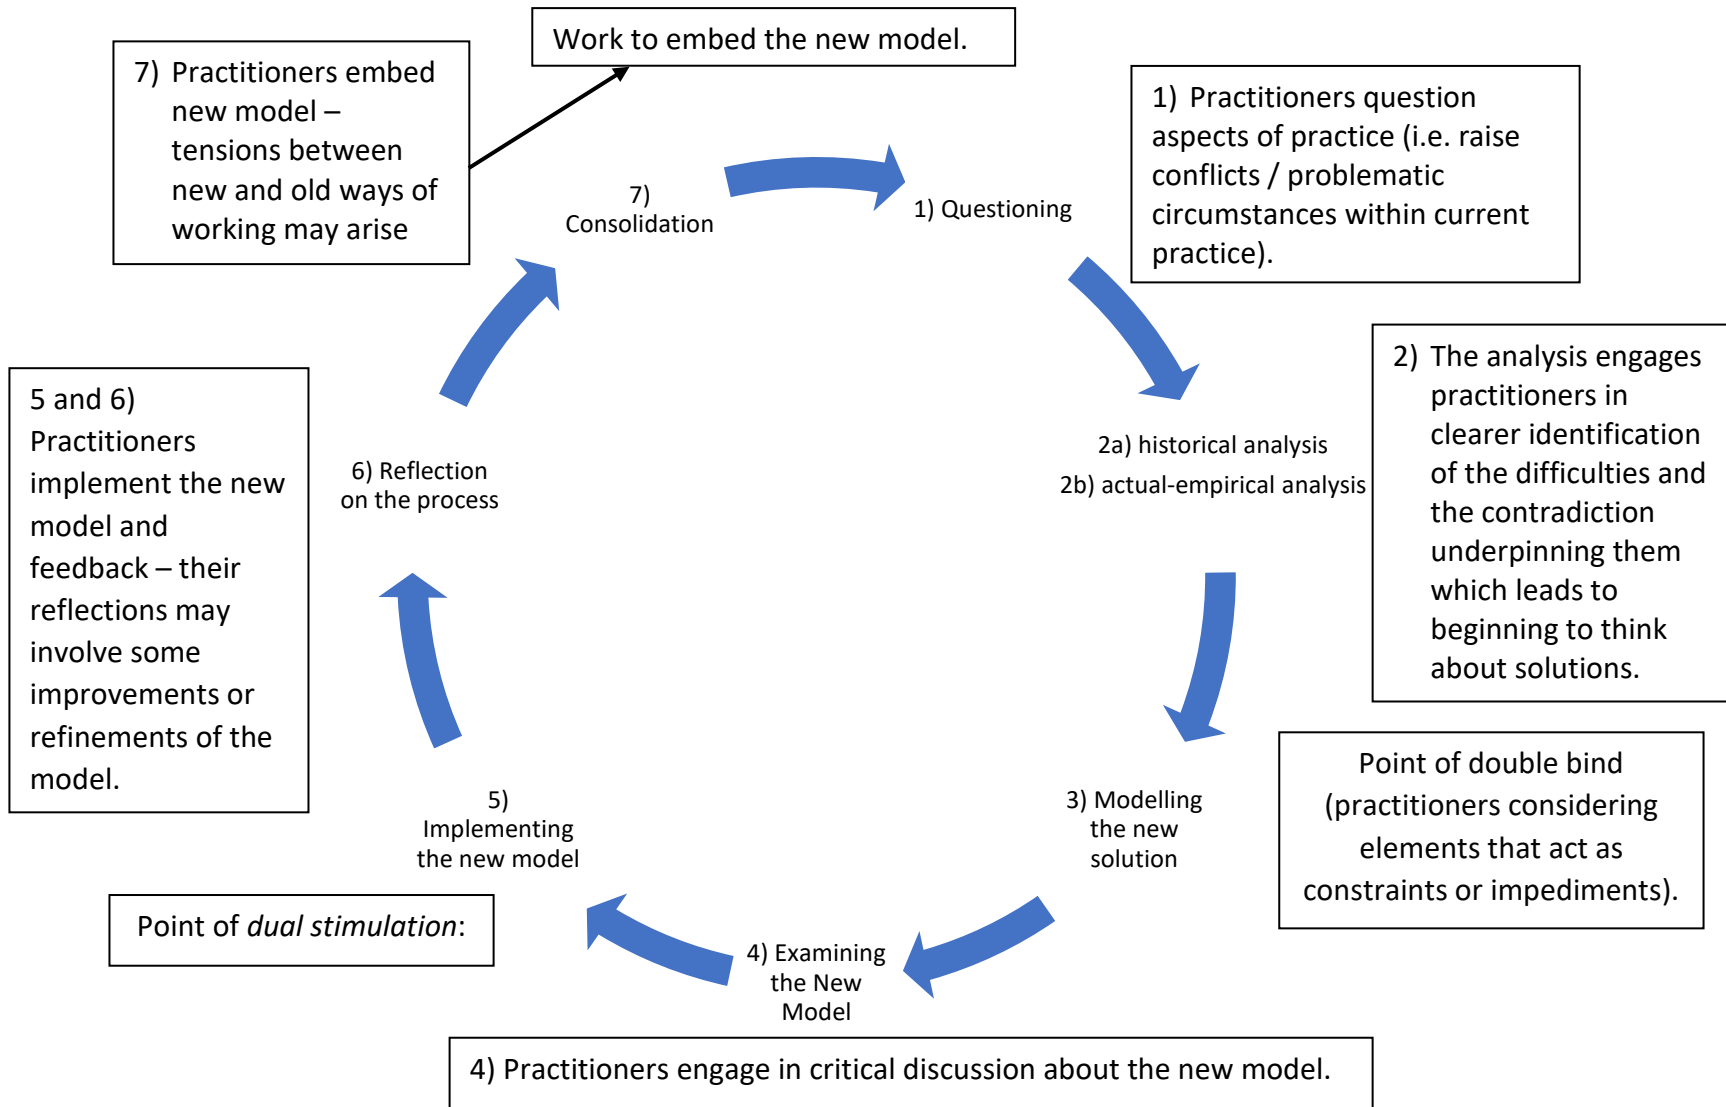 Work to embed the new model.
7) Practitioners embed
new model –
tensions between
new and old ways of
working may arise
1) Practitioners question
aspects of practice (i.e. raise
conflicts / problematic
circumstances within current
practice).
7)
Consolidation
1) Questioning
2) The analysis engages
practitioners in
clearer identification
of the difficulties and
the contradiction
underpinning them
which leads to
beginning to think
about solutions.
2a) historical analysis
2b) actual-empirical analysis
5 and 6)
Practitioners
implement the new
model and
feedback – their
reflections may
involve some
improvements or
refinements of the
model.
6) Reflection
on the process
Point of double bind
(practitioners considering
elements that act as
constraints or impediments).
3) Modelling
the new
solution
5)
Implementing
the new model
Point of dual stimulation:
4) Examining
the New
Model
4) Practitioners engage in critical discussion about the new model.